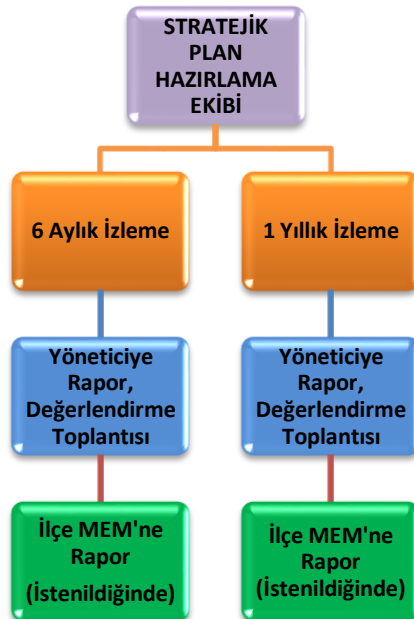 STRATEJİK
PLAN
HAZIRLAMA
EKİBİ
6 Aylık İzleme
1 Yıllık İzleme
Yöneticiye
Rapor,
Değerlendirme
Toplantısı
Yöneticiye
Rapor,
Değerlendirme
Toplantısı
İlçe MEM'ne
Rapor
(İstenildiğinde)
İlçe MEM'ne
Rapor
(İstenildiğinde)